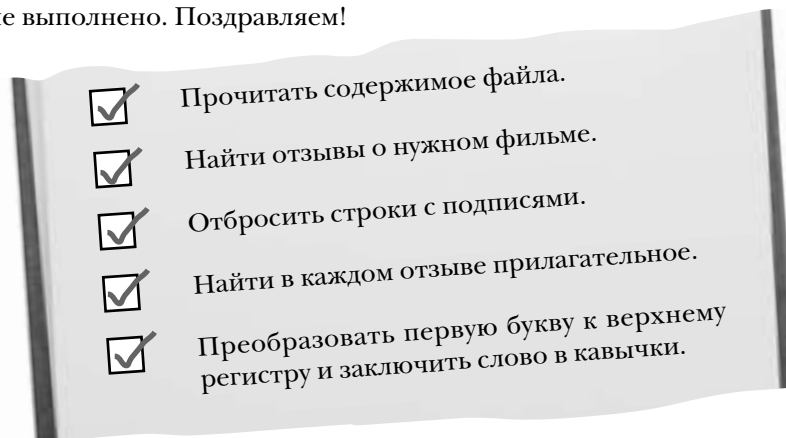 е выполнено. Поздравляем!
Прочитать содержимое файла.
Найти отзывы о нужном фильме.
Отбросить строки с подписями.
Найти в каждом отзыве прилагательное.
Преобразовать первую букву к верхнему
регистру и заключить слово в кавычки.